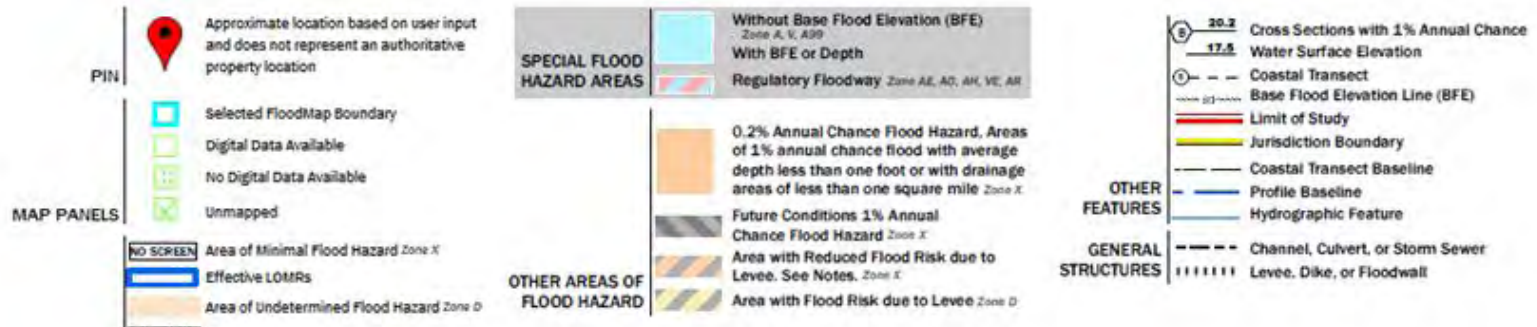 PIN
Approximate location based on user input
and does not represent an authoritative
property location
MAP PANELS
Selected FloodMap Boundary
Digital Data Available
No Digital Data Available
Unmapped
NO SCREEN Area of Minimal Flood Hazard Zone X
Effective LOMRs
Area of Undetermined Flood Hazard Zone D
SPECIAL FLOOD
HAZARD AREAS
Without Base Flood Elevation (BFE)
Zone A, V, A99
With BFE or Depth
Regulatory Floodway Zone AE, AO, AH, VE, AR
OTHER AREAS OF
FLOOD HAZARD
0.2% Annual Chance Flood Hazard, Areas
of 1% annual chance flood with average
depth less than one foot or with drainage
areas of less than one square mile Zone X
Future Conditions 1% Annual
Chance Flood Hazard Zone X
Area with Reduced Flood Risk due to
Levee. See Notes. Zone X
Area with Flood Risk due to Levee Zone D
OTHER
FEATURES
B 20.2 Cross Sections with 1% Annual Chance
17.5 Water Surface Elevation
Coastal Transect
Base Flood Elevation Line (BFE)
Limit of Study
Jurisdiction Boundary
Coastal Transect Baseline
Profile Baseline
Hydrographic Feature
GENERAL
STRUCTURES
Channel, Culvert, or Storm Sewer
Levee, Dike, or Floodwall